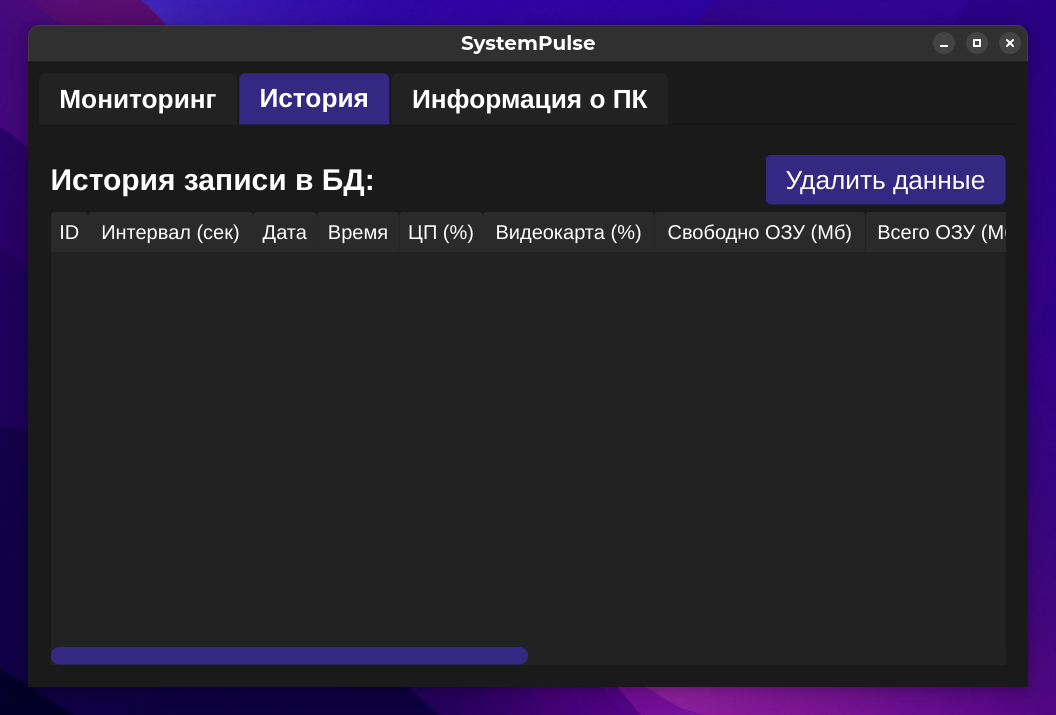 SystemPulse
Мониторинг История Информация о ПК
История записи в БД: Удалить данные
ID Интервал (сек) Дата Время ЦП (%) Видеокарта (%) Свободно ОЗУ (Мб) Всего ОЗУ (М